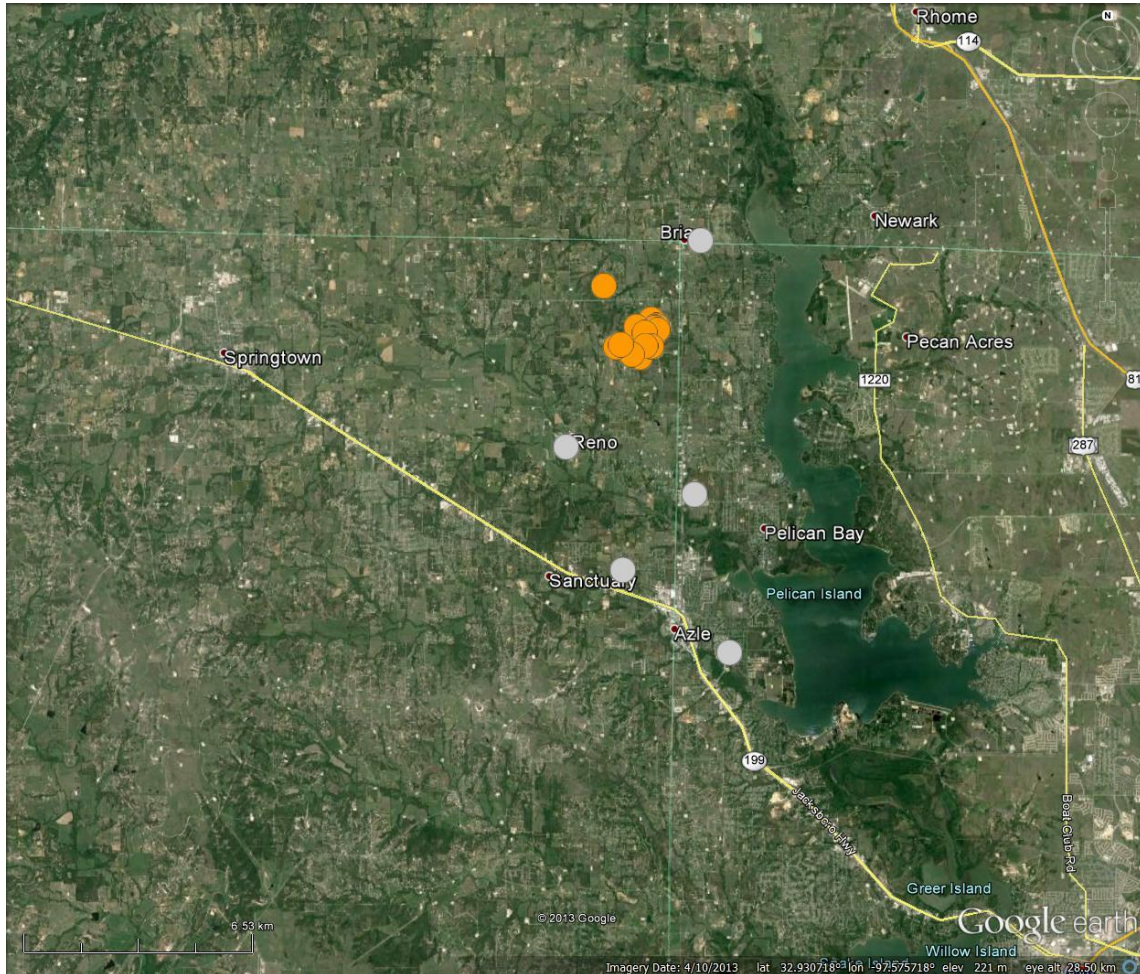 Rhome
N
114
Newark
Bria
Pecan Acres
Springtown
1220
81
287
Reno
Pelican Bay
Sanctuary
Pelican Island
Azle
199
Jacksboro Hwy
Boat Club Rd
Greer Island
6.53 km
© 2013 Google
Google earth
Willow Island
Imagery Date: 4/10/2013 lat 32.930718° lon -97.575718° elev 221 m eye alt 28.50 km